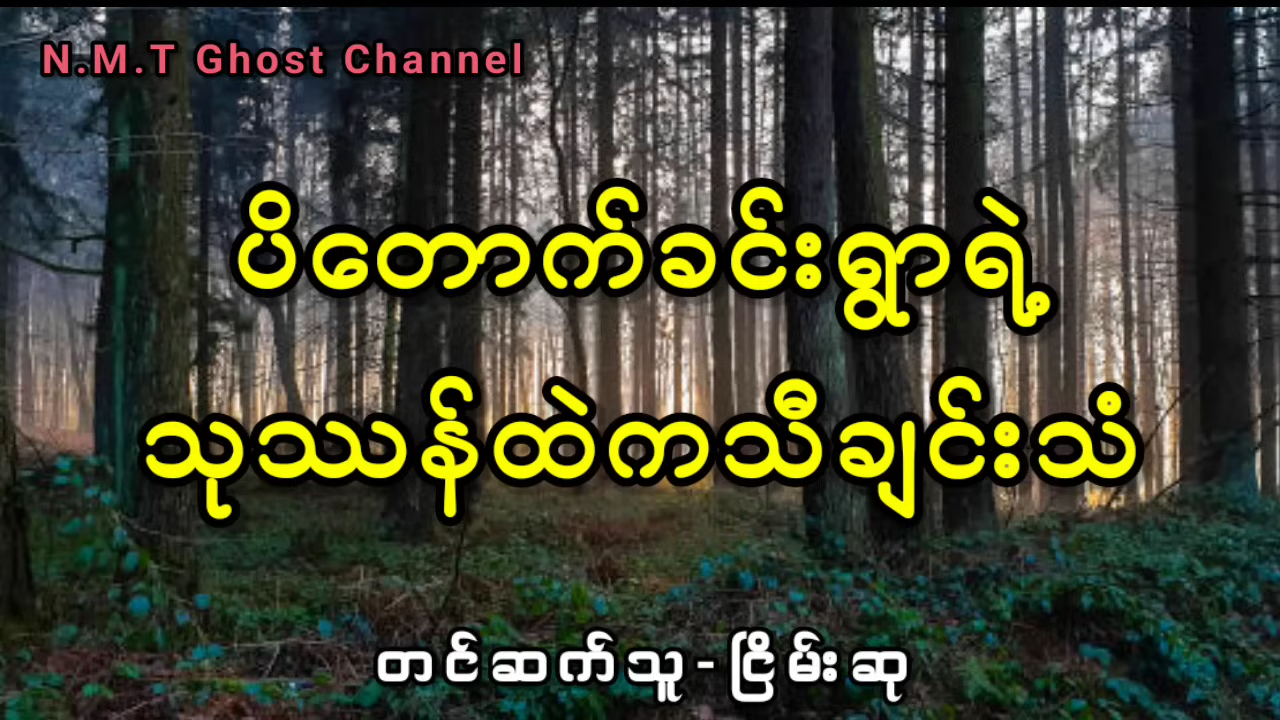 N.M.T Ghost Channel
ပိတောက်ခင်းရွာရဲ့
သုဿန်ထဲကသီချင်းသံ
တင်ဆက်သူ - ငြိမ်းဆု